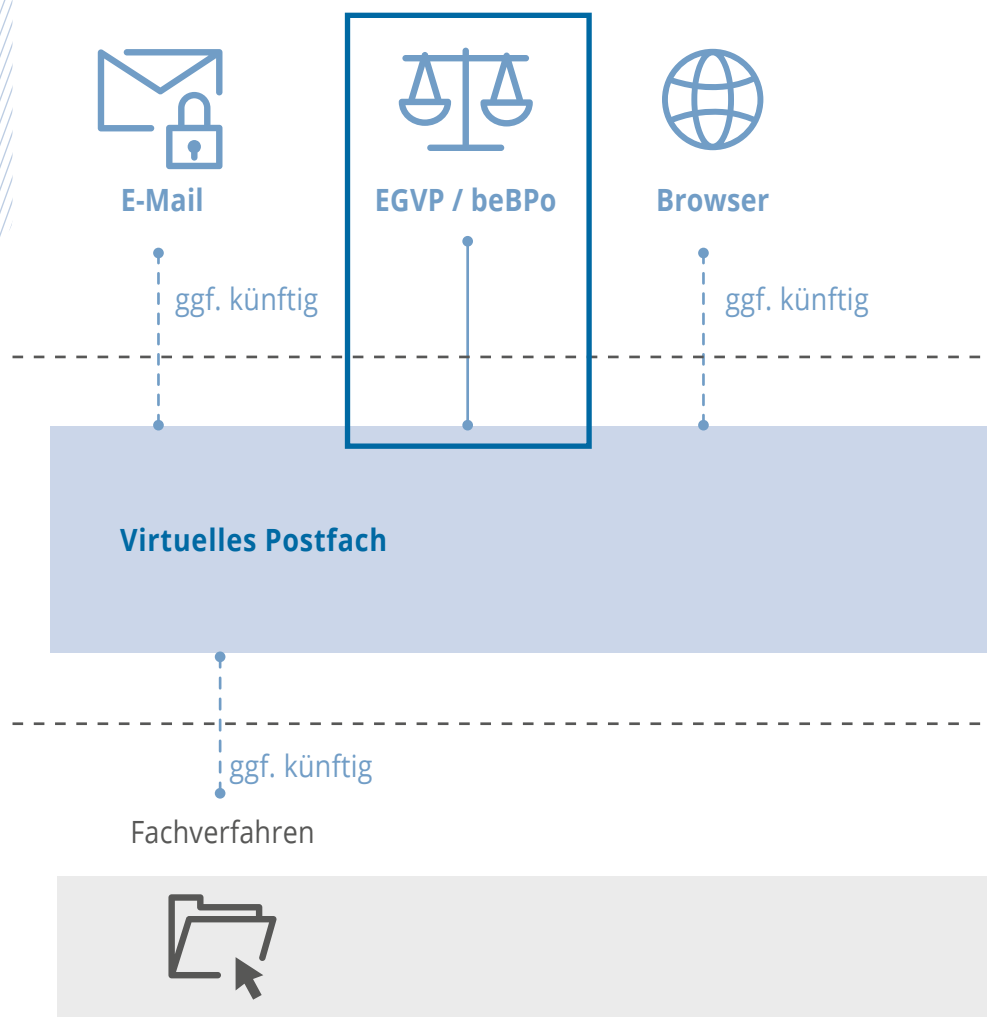 E-Mail
EGVP / beBPo
Browser
ggf. künftig
ggf. künftig
Virtuelles Postfach
ggf. künftig
Fachverfahren